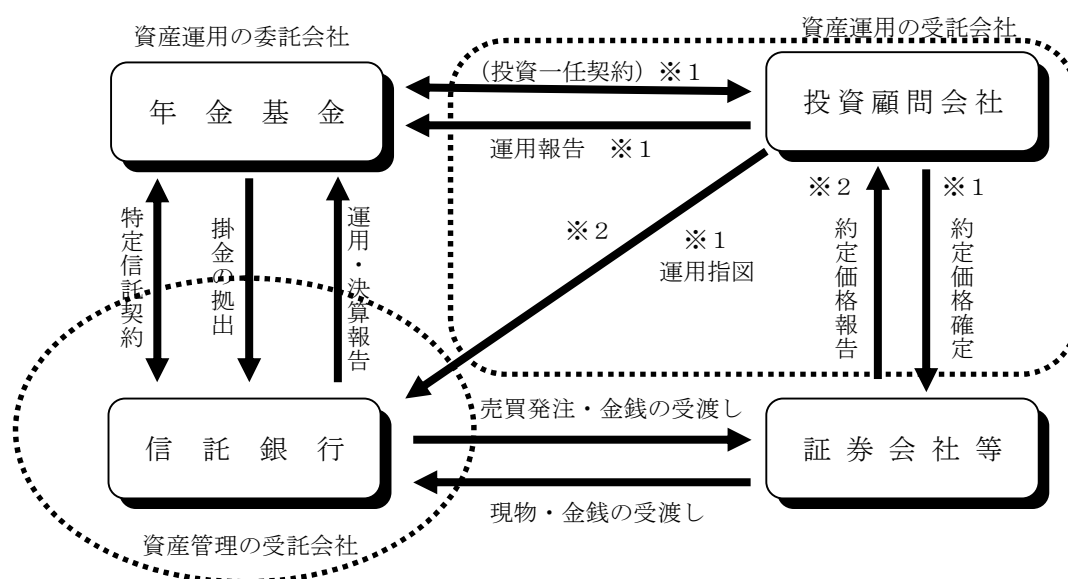 資産運用の委託会社
資産運用の受託会社
年金基金
(投資一任契約)※1
投資顧問会社
運用報告 ※1
特定信託契約
掛金の拠出
運用・決算報告
※2
※1
運用指図
※2
約定価格報告
※1
約定価格確定
信託銀行
売買発注・金銭の受渡し
証券会社等
現物・金銭の受渡し
資産管理の受託会社